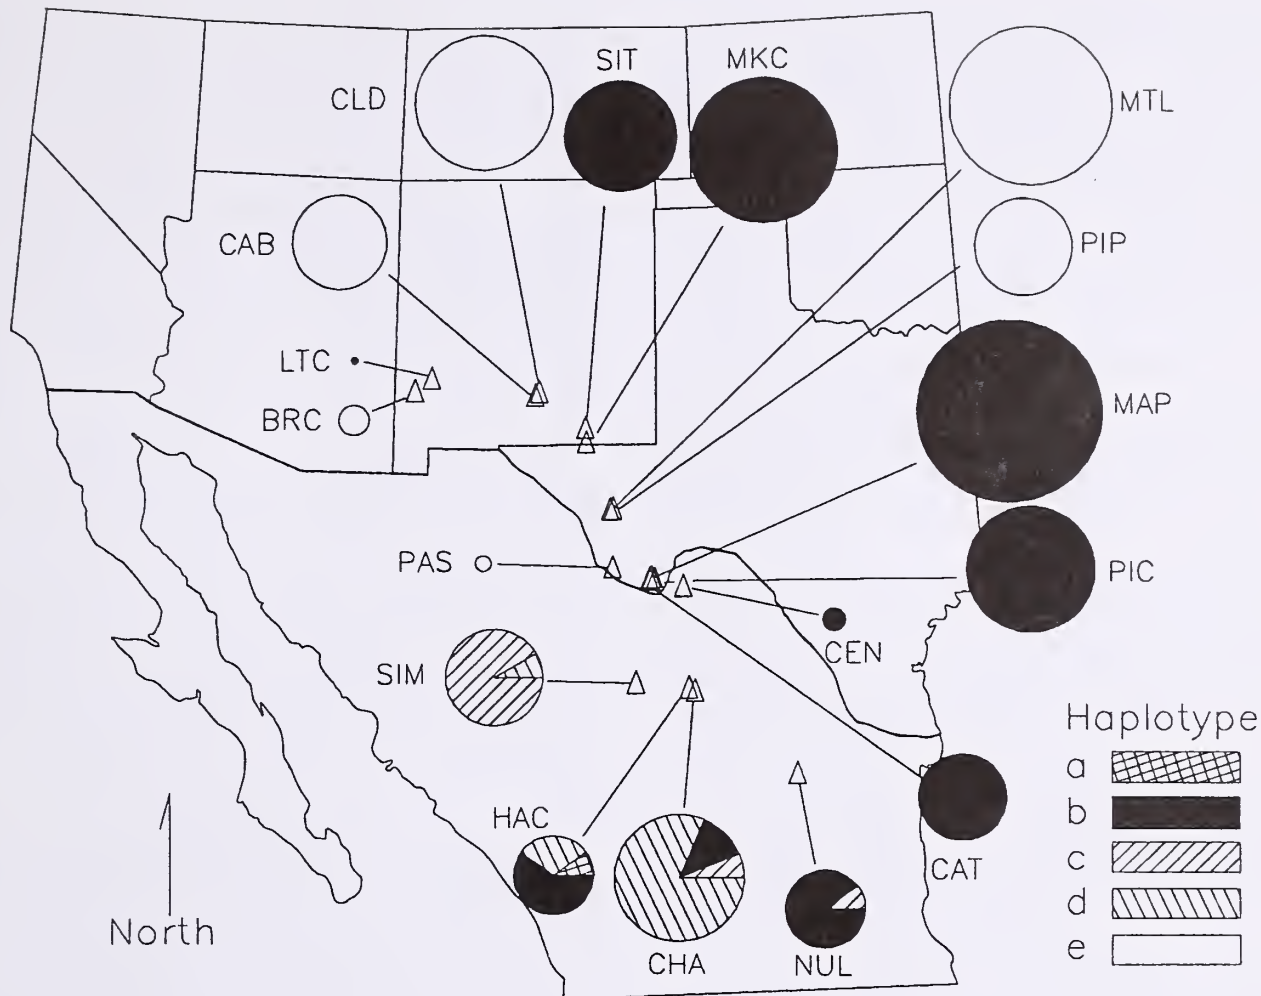 SIT
MKC
CLD
MTL
CAB
PIP
LTC
BRC
MAP
PAS
PIC
CEN
SIM
Haplotype
a
b
c
d
e
HAC
CAT
North
CHA
NUL